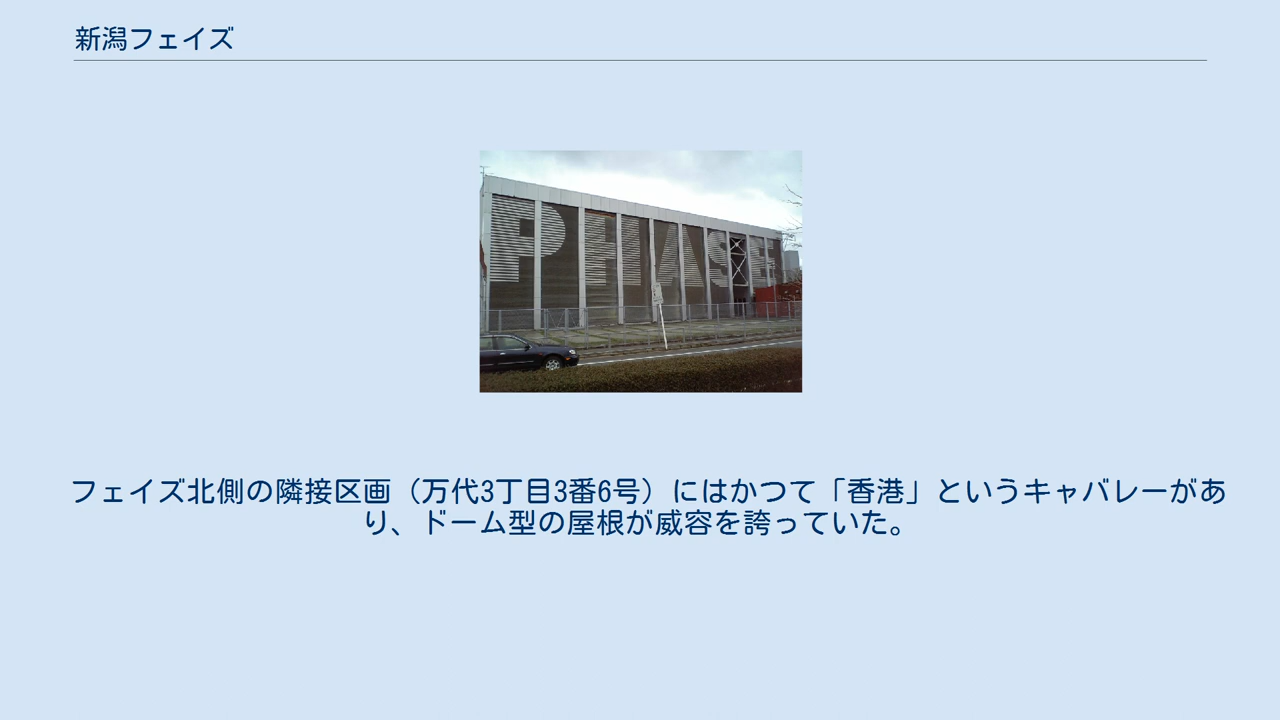 新潟フェイズ
PHASE
フェイズ北側の隣接区画（万代3丁目3番6号）にはかつて「香港」というキャバレーがあ
り、ドーム型の屋根が威容を誇っていた。